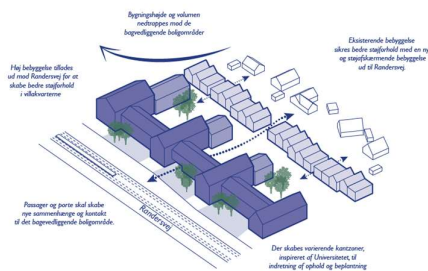 Bygningshøjde og volumen
nedtroppes mod de
bagvedliggende boligområder
Eksisterende bebyggelse
sikres bedre støjforhold med en ny
og støjafskærmende bebyggelse
ud til Randersvej.
Høj bebyggelse tillades
ud mod Randersvej for at
skabe bedre støjforhold
i villakvarterne
Passager og porte skal skabe
nye sammenhænge og kontakt
til det bagevedliggende boligområde.
Randersvej
Der skabes varierende kantzoner,
inspireret af Universitetet, til
indretning af ophold og beplantning